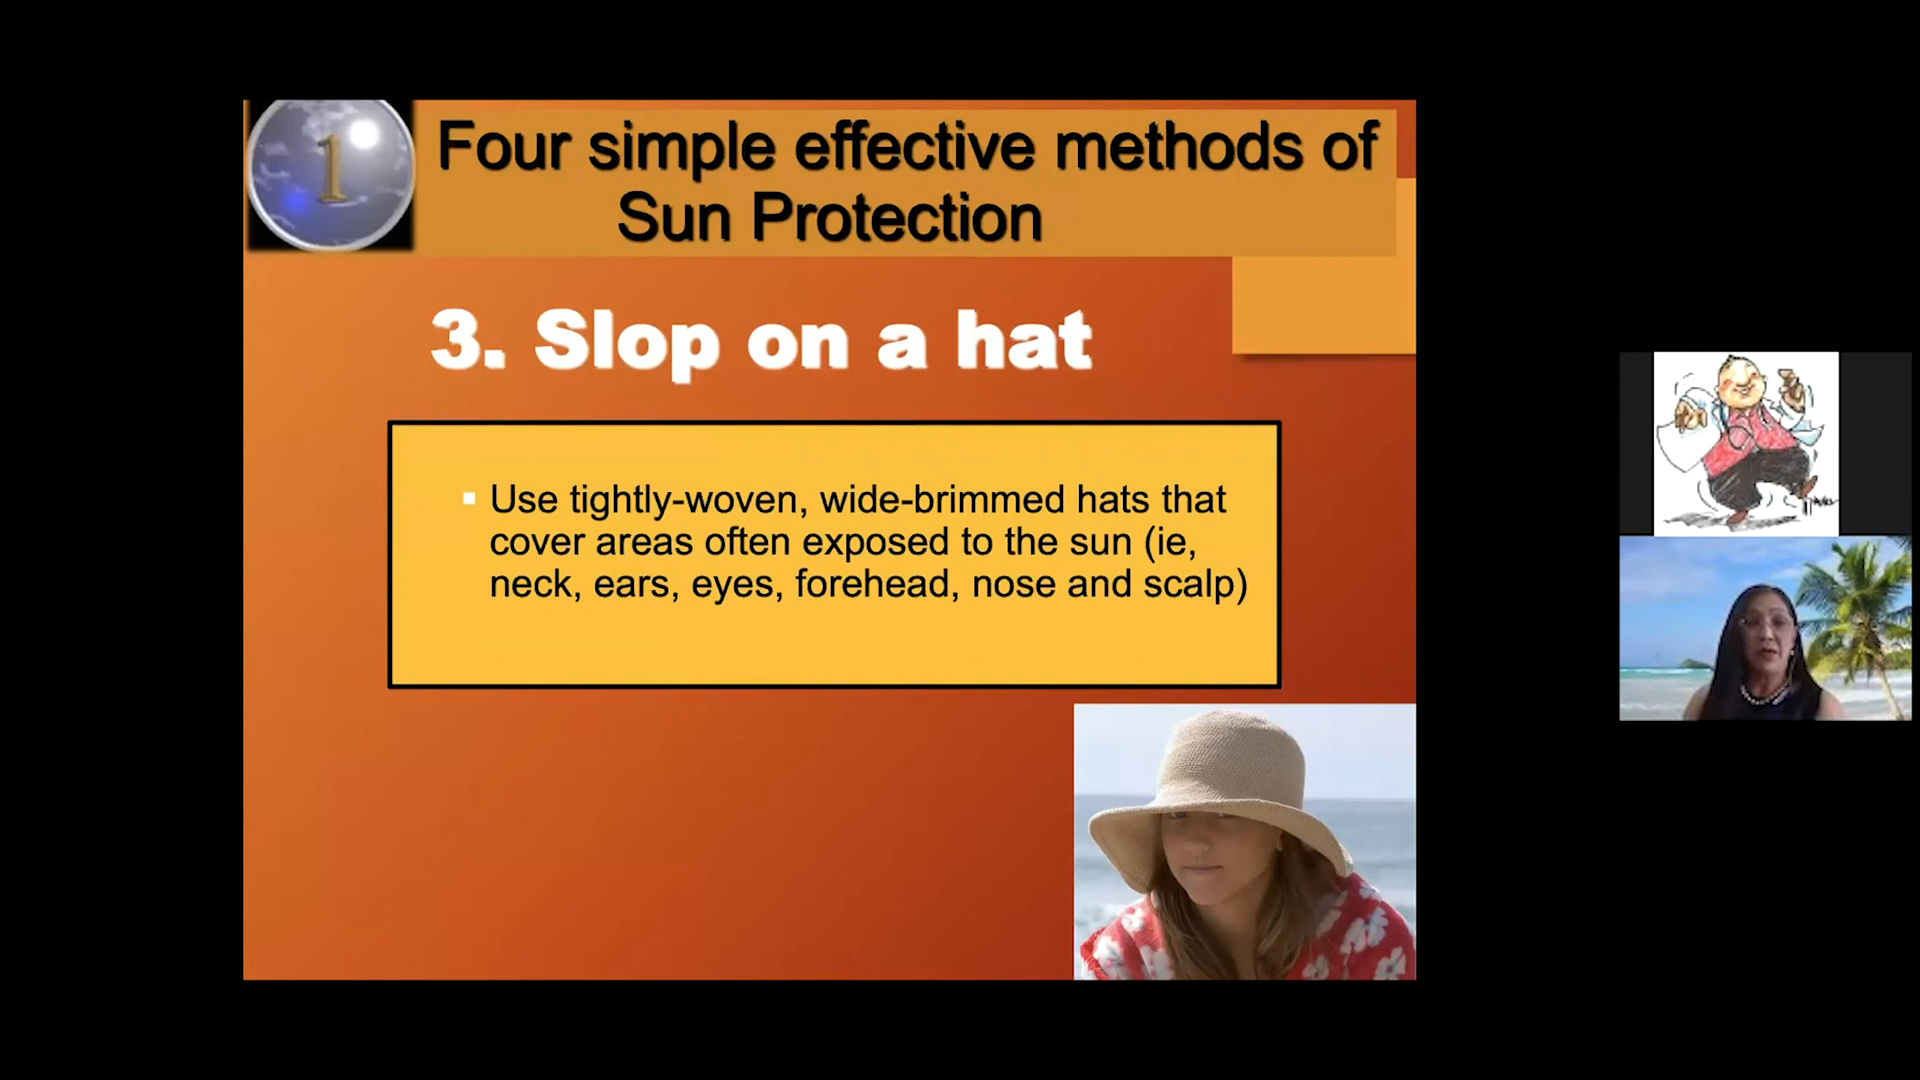 1
Four simple effective methods of
Sun Protection
3. Slop on a hat
Use tightly-woven, wide-brimmed hats that
cover areas often exposed to the sun (ie,
neck, ears, eyes, forehead, nose and scalp)